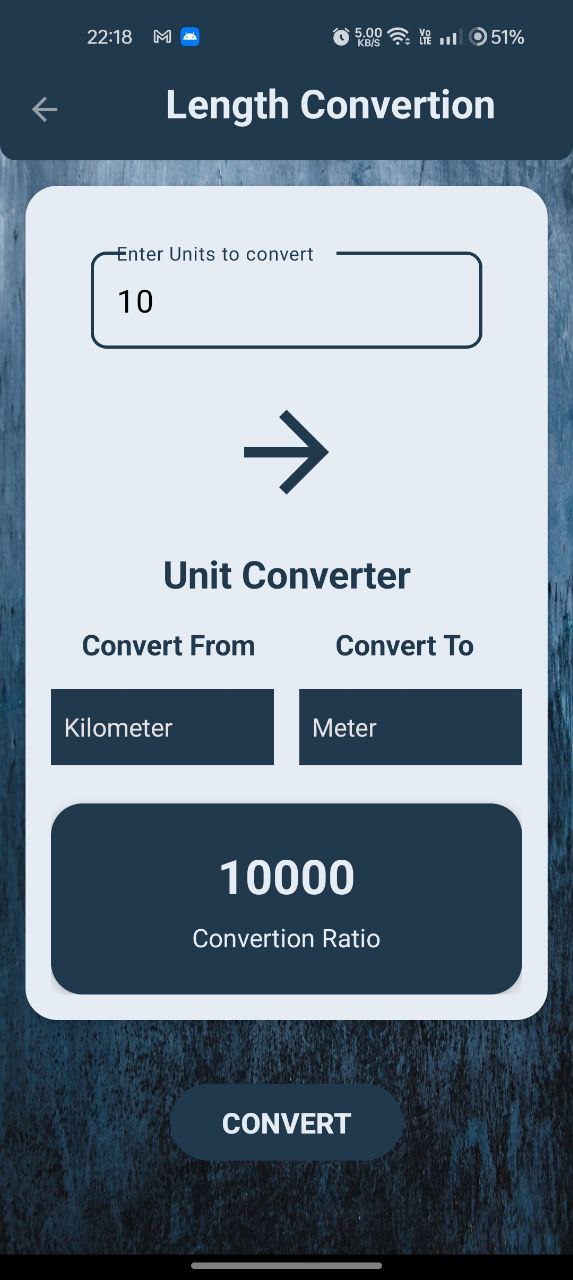 22:18 5.00 KB/S VO LTE 51%
Length Convertion
Enter Units to convert
10
Unit Converter
Convert From Convert To
Kilometer Meter
10000
Convertion Ratio
CONVERT